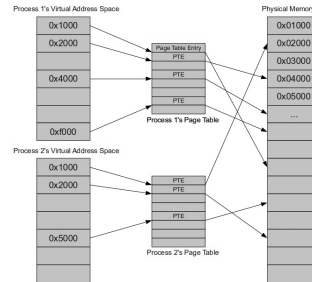 Process 1's Virtual Address Space
0x1000
0x2000
0x4000
0xf000
Page Table Entry
PTE
PTE
PTE
Process 1's Page Table
Physical Memory
0x01000
0x02000
0x03000
0x04000
0x05000
...
Process 2's Virtual Address Space
0x1000
0x2000
0x5000
PTE
PTE
PTE
Process 2's Page Table